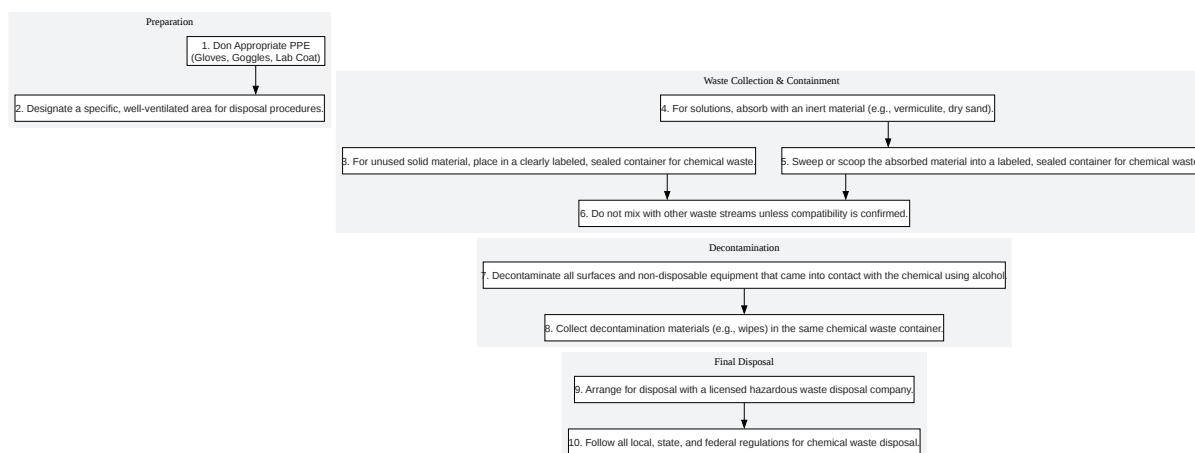 Preparation
1. Don Appropriate PPE
(Gloves, Goggles, Lab Coat)
2. Designate a specific, well-ventilated area for disposal procedures.
Waste Collection & Containment
4. For solutions, absorb with an inert material (e.g., vermiculite, dry sand).
3. For unused solid material, place in a clearly labeled, sealed container for chemical waste.
5. Sweep or scoop the absorbed material into a labeled, sealed container for chemical waste
6. Do not mix with other waste streams unless compatibility is confirmed.
Decontamination
7. Decontaminate all surfaces and non-disposable equipment that came into contact with the chemical using alcohol.
8. Collect decontamination materials (e.g., wipes) in the same chemical waste container.
Final Disposal
9. Arrange for disposal with a licensed hazardous waste disposal company.
10. Follow all local, state, and federal regulations for chemical waste disposal.